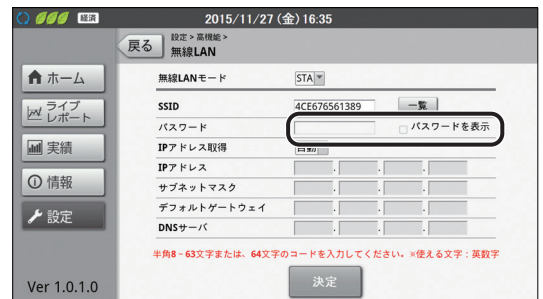 経済 2015/11/27 (金) 16:35
戻る
設定 > 高機能 >
無線LAN
ホーム
ライブ
レポート
実績
情報
設定
Ver 1.0.1.0
無線LANモード STA
SSID 4CE676561389 一覧
パスワード パスワードを表示
IPアドレス取得 自動
IPアドレス . . .
サブネットマスク . . .
デフォルトゲートウェイ . . .
DNSサーバ . . .
半角8 - 63文字または、64文字のコードを入力してください。※使える文字：英数字
決定